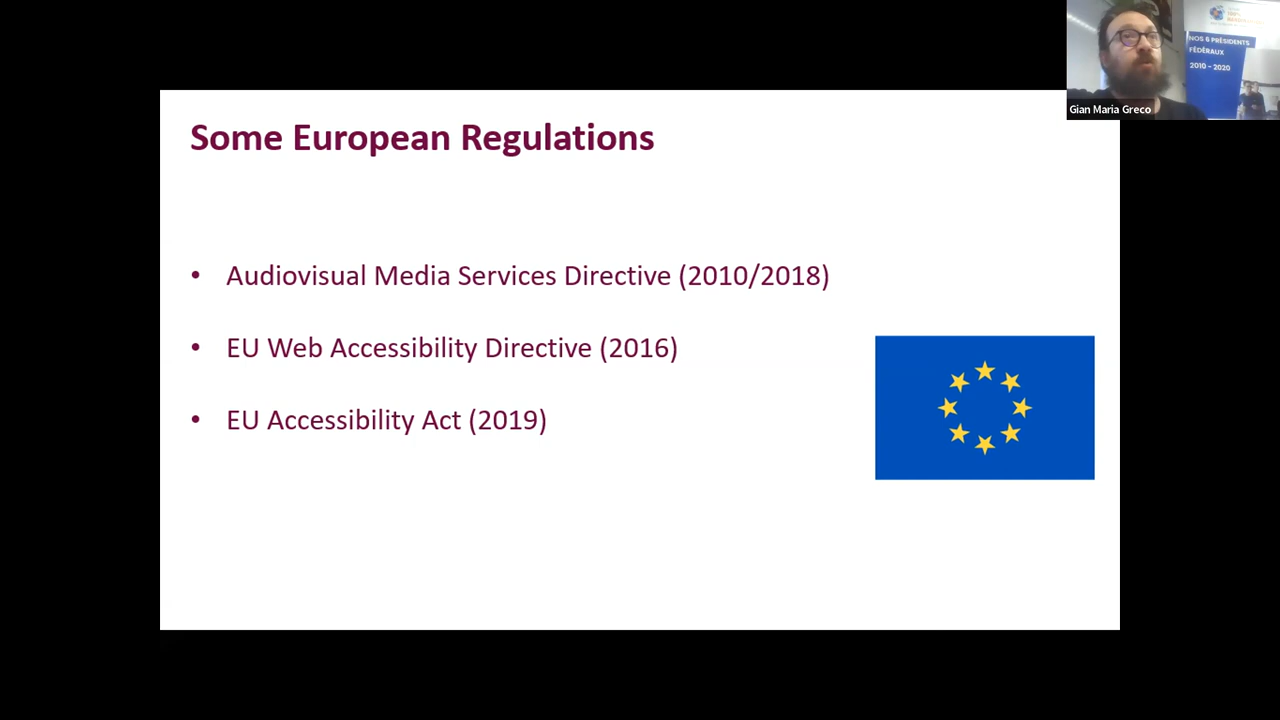 Some European Regulations
• Audiovisual Media Services Directive (2010/2018)
• EU Web Accessibility Directive (2016)
• EU Accessibility Act (2019)
NOS 6 PRÉSIDENTS
FÉDÉRAUX
2010 - 2020
Gian Maria Greco